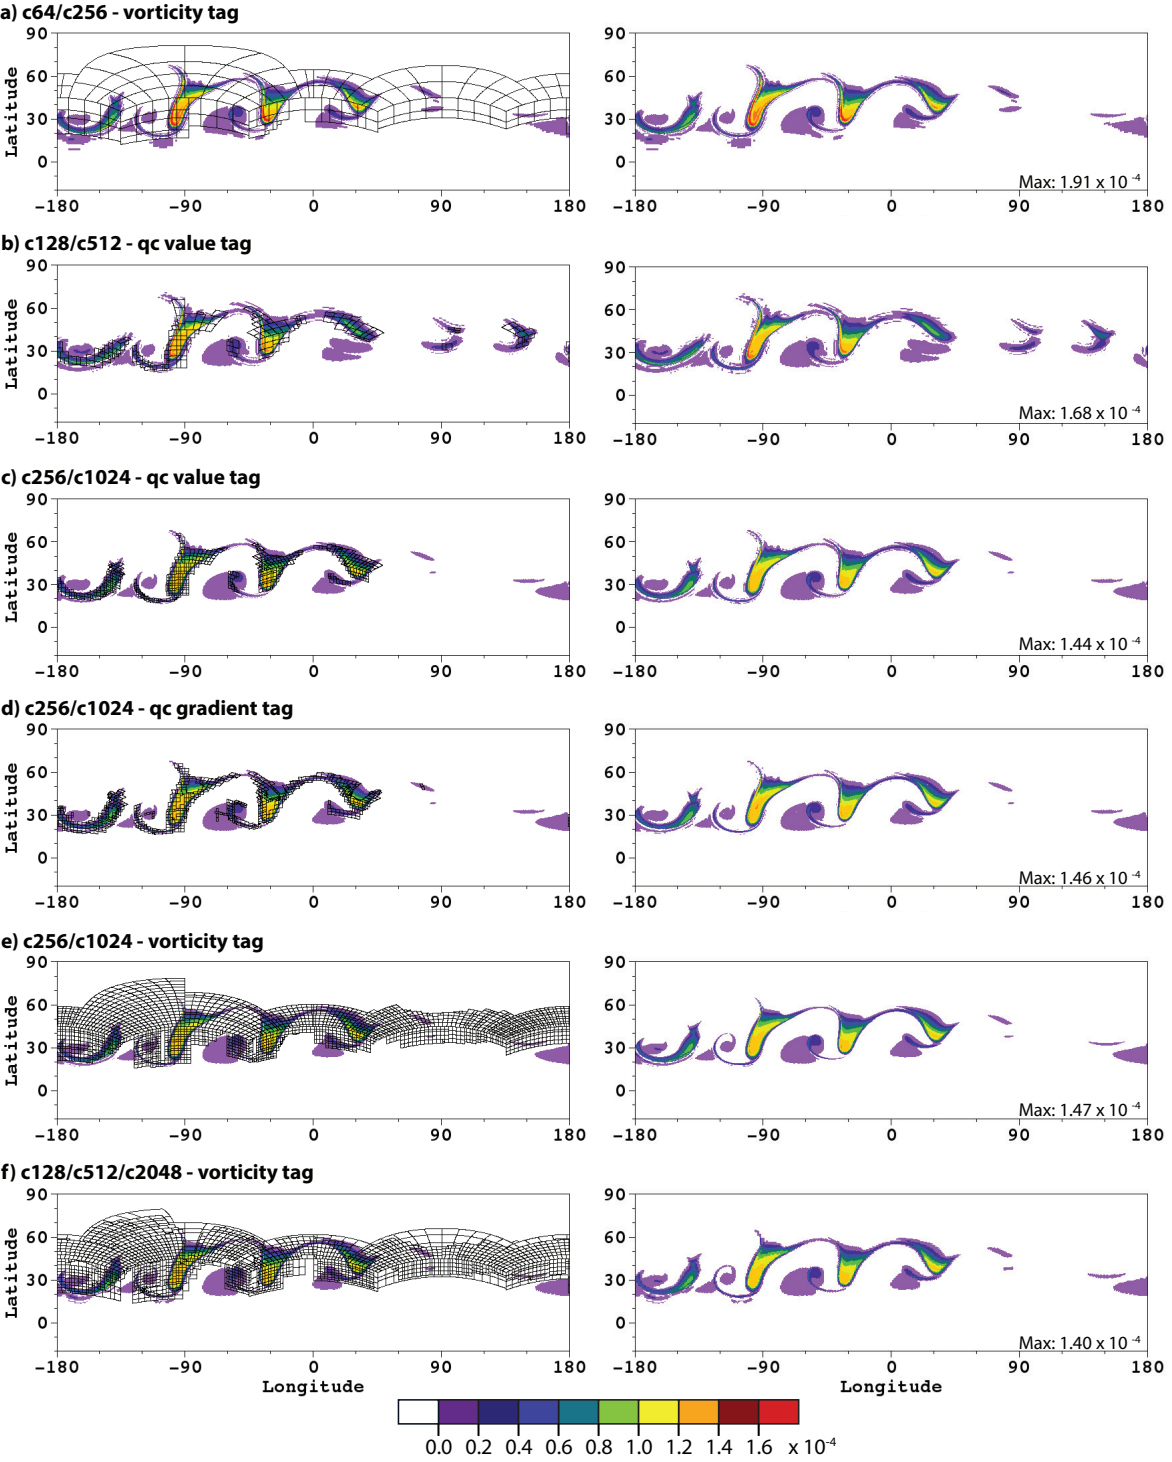 a) c64/c256 - vorticity tag
90
60
30
0
Latitude
-180 -90 0 90 180
90
60
30
0
Max: 1.91 x 10 -4
-180 -90 0 90 180
b) c128/c512 - qc value tag
90
60
30
0
Latitude
-180 -90 0 90 180
90
60
30
0
Max: 1.68 x 10 -4
-180 -90 0 90 180
c) c256/c1024 - qc value tag
90
60
30
0
Latitude
-180 -90 0 90 180
90
60
30
0
Max: 1.44 x 10 -4
-180 -90 0 90 180
d) c256/c1024 - qc gradient tag
90
60
30
0
Latitude
-180 -90 0 90 180
90
60
30
0
Max: 1.46 x 10 -4
-180 -90 0 90 180
e) c256/c1024 - vorticity tag
90
60
30
0
Latitude
-180 -90 0 90 180
90
60
30
0
Max: 1.47 x 10 -4
-180 -90 0 90 180
f) c128/c512/c2048 - vorticity tag
90
60
30
0
Latitude
-180 -90 0 90 180
Longitude
90
60
30
0
Max: 1.40 x 10 -4
-180 -90 0 90 180
Longitude
0.0 0.2 0.4 0.6 0.8 1.0 1.2 1.4 1.6 x 10-4